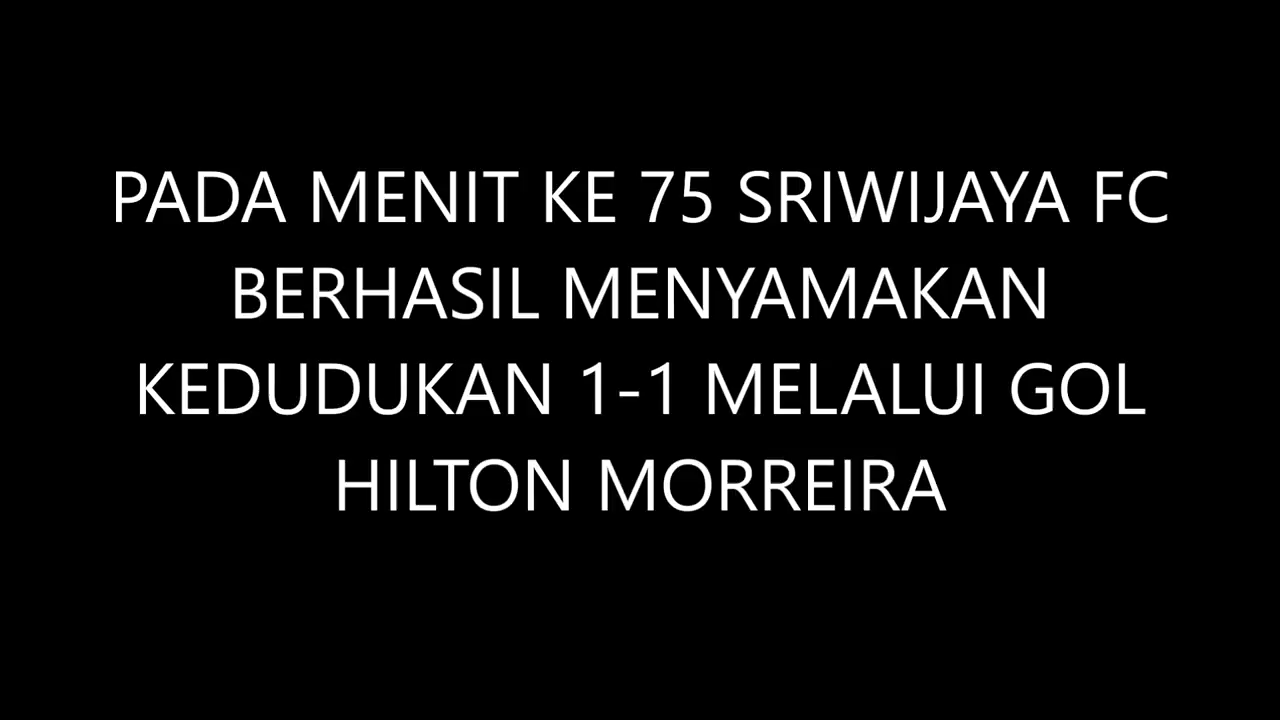 PADA MENIT KE 75 SRIWIJAYA FC
BERHASIL MENYAMAKAN
KEDUDUKAN 1-1 MELALUI GOL
HILTON MORREIRA